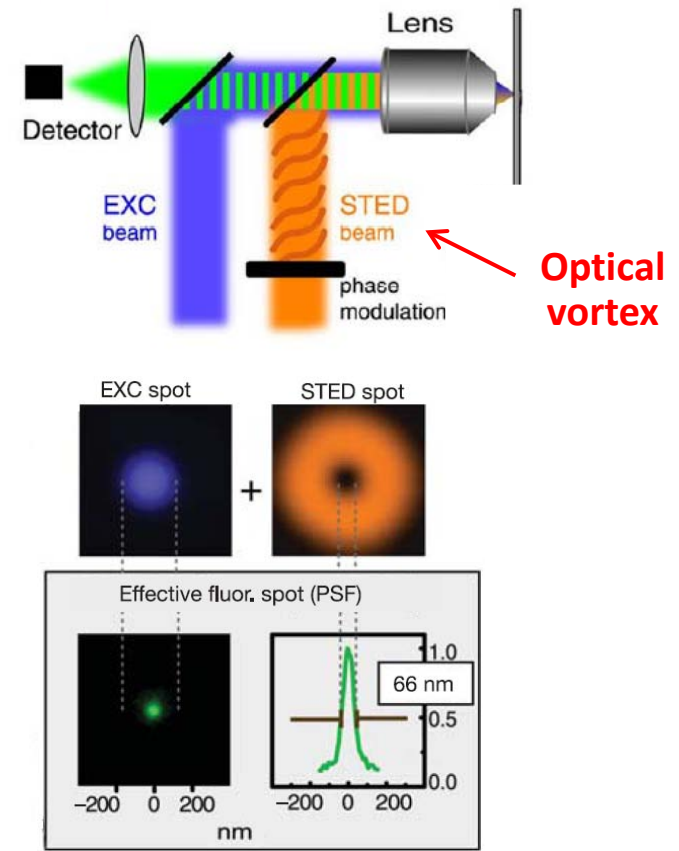 Lens
Detector
EXC
beam
STED
beam
Optical
vortex
phase
modulation
EXC spot
STED spot
+
Effective fluor. spot (PSF)
1.0
66 nm
0.5
0.0
−200 0 200
−200 0 200
nm